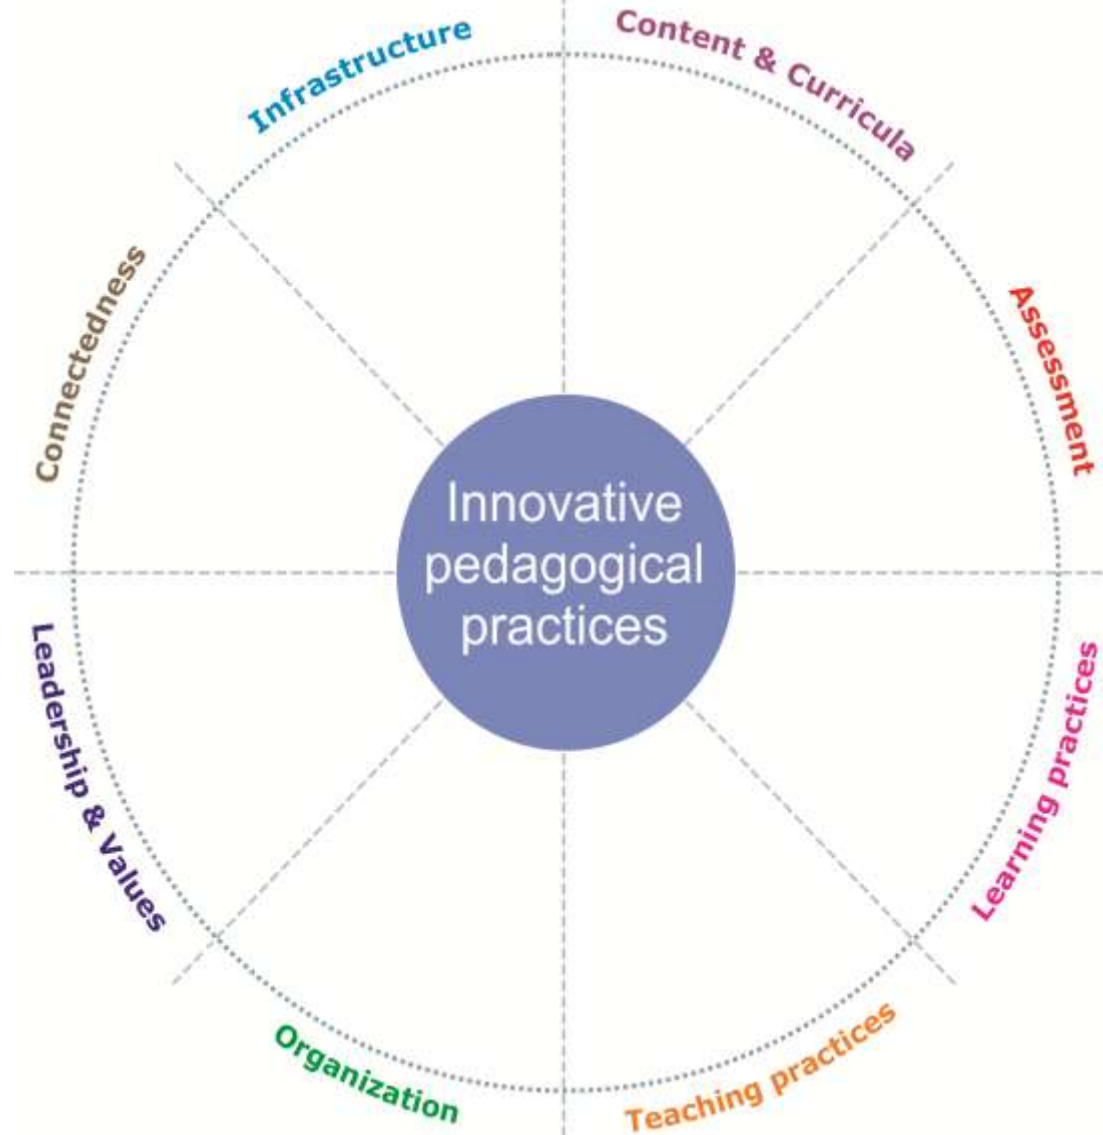 Infrastructure
Content & Curricula
Assessment
Learning practices
Teaching practices
Organization
Leadership & Values
Connectedness
Innovative
pedagogical
practices